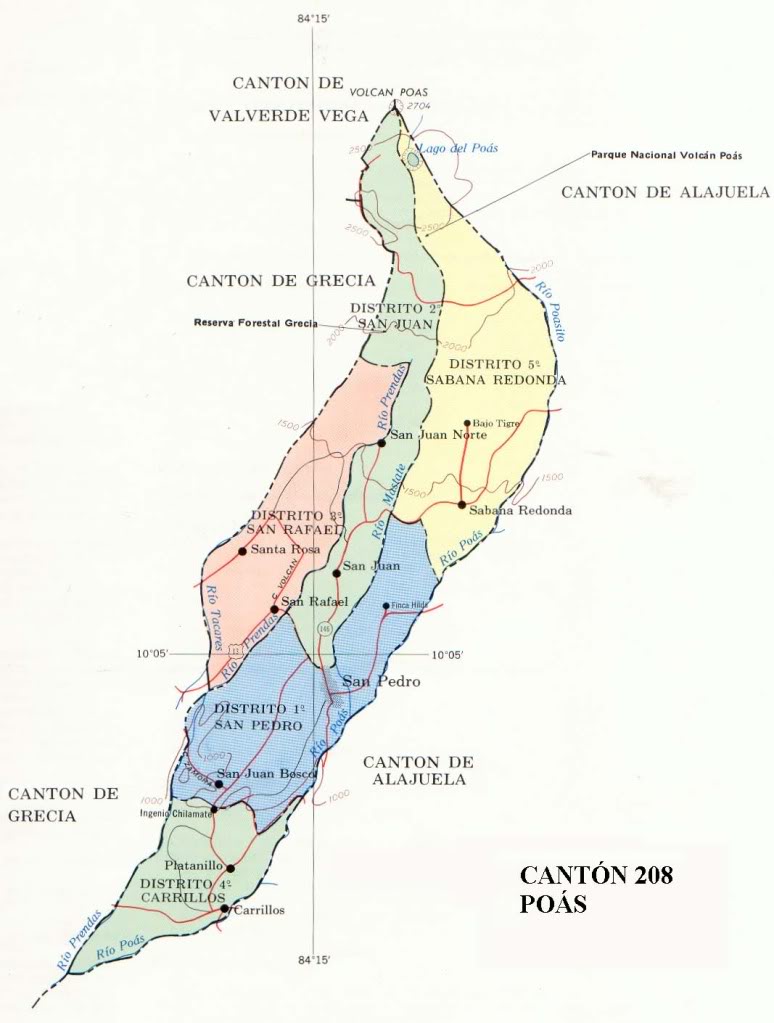 84°15'
CANTON DE
VALVERDE VEGA
VOLCAN POAS
2704
2500
Lago del Poás
Parque Nacional Volcán Poás
CANTON DE ALAJUELA
2500
2500
2000
CANTON DE GRECIA
Río Poasito
DISTRITO 2º
SAN JUAN
Reserva Forestal Grecia
2000
2000
DISTRITO 5º
SABANA REDONDA
Río Prendas
1500
Bajo Tigre
San Juan Norte
Río Mastate
1500
1500
Sabana Redonda
DISTRITO 3º
SAN RAFAEL
Santa Rosa
Río Poás
San Juan
C. VOLCAN
Río Tacares
San Rafael
Finca Hilda
146
Río Prendas
13
10°05'
10°05'
San Pedro
DISTRITO 1º
SAN PEDRO
Río Poás
1000
CANTON DE
ALAJUELA
San Juan Bosco
CANTON DE
GRECIA
1000
1000
Ingenio Chilamate
Platanillo
DISTRITO 4º
CARRILLOS
CANTÓN 208
POÁS
Carrillos
Río Prendas
Río Poás
84°15'